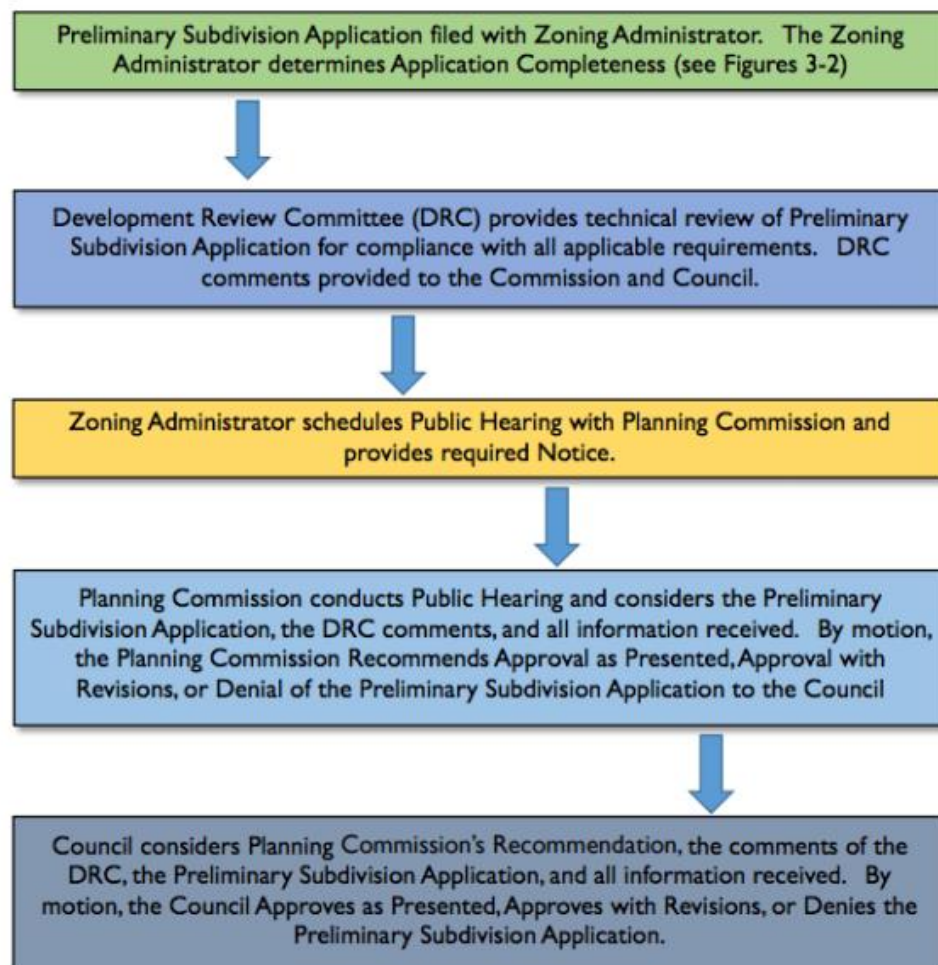 Preliminary Subdivision Application filed with Zoning Administrator. The Zoning
Administrator determines Application Completeness (see Figures 3-2)
Development Review Committee (DRC) provides technical review of Preliminary
Subdivision Application for compliance with all applicable requirements. DRC
comments provided to the Commission and Council.
Zoning Administrator schedules Public Hearing with Planning Commission and
provides required Notice.
Planning Commission conducts Public Hearing and considers the Preliminary
Subdivision Application, the DRC comments, and all information received. By motion,
the Planning Commission Recommends Approval as Presented, Approval with
Revisions, or Denial of the Preliminary Subdivision Application to the Council
Council considers Planning Commission's Recommendation, the comments of the
DRC, the Preliminary Subdivision Application, and all information received. By
motion, the Council Approves as Presented, Approves with Revisions, or Denies the
Preliminary Subdivision Application.